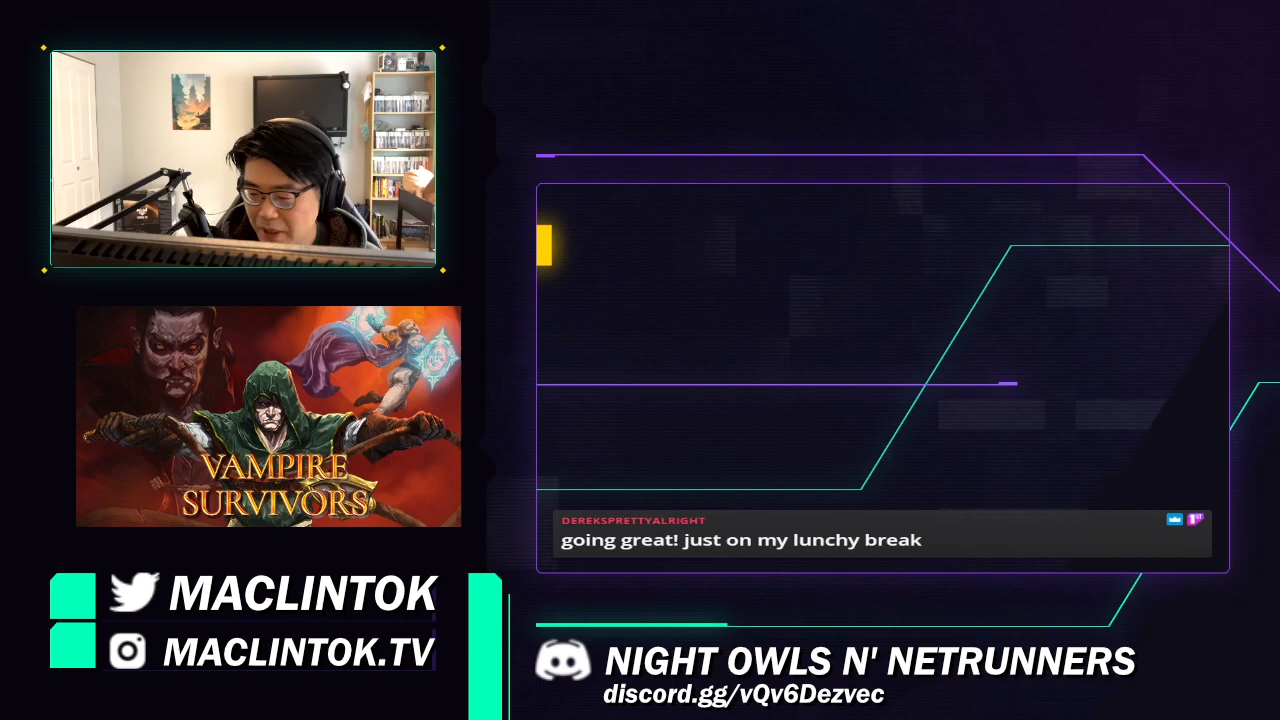 VAMPIRE
SURVIVORS
MACLINTOK
MACLINTOK.TV
DEREKSPRETTYALRIGHT
1ST
going great! just on my lunchy break
NIGHT OWLS N' NETRUNNERS
discord.gg/vQv6Dezvec